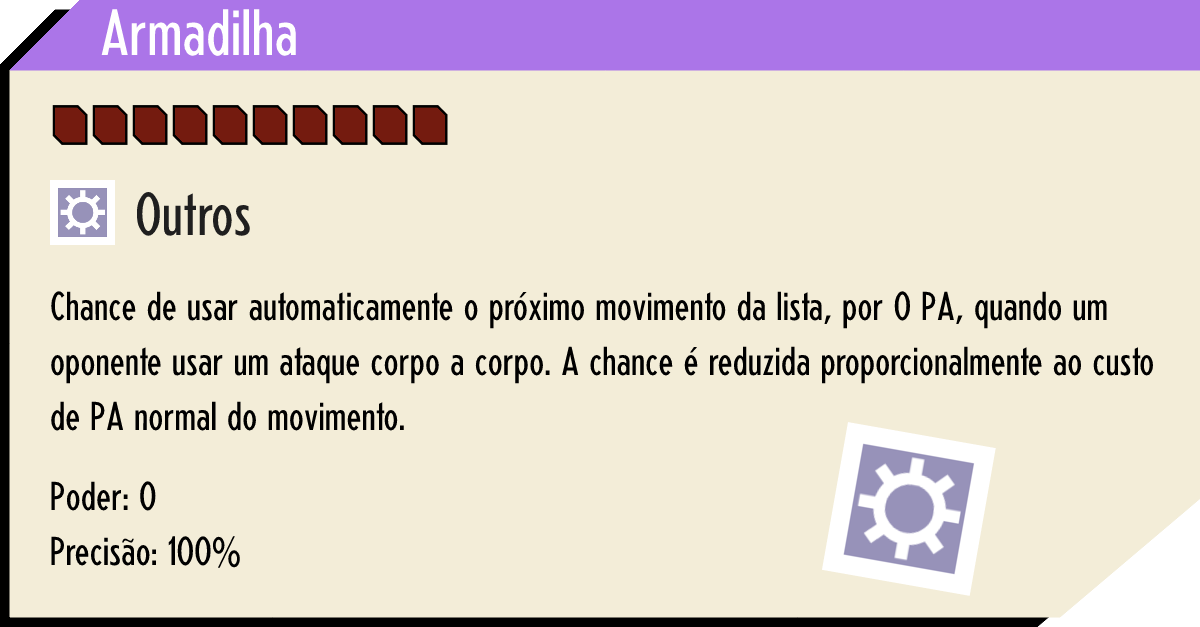 Armadilha
Outros
Chance de usar automaticamente o próximo movimento da lista, por 0 PA, quando um
oponente usar um ataque corpo a corpo. A chance é reduzida proporcionalmente ao custo
de PA normal do movimento.
Poder: 0
Precisão: 100%